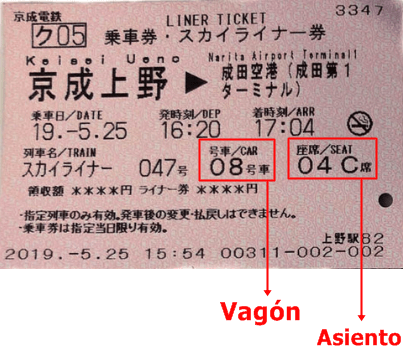 京成電鉄 LINER TICKET 3347
ク05 乗車券・スカイライナー券
Keisei Ueno Narita Airport Terminal1
京成上野 ▶ 成田空港(成田第1
ターミナル)
乗車日/DATE 発時刻/DEP 着時刻/ARR
19.-5.25 16:20 17:04
列車名/TRAIN 号車/CAR 座席/SEAT
スカイライナー 047号 08号車 04 C席
領収額 ****円 ライナー券 ****円
・指定列車のみ有効。発車後の変更・払戻しはできません。
・乗車券は指定当日限り有効。
上野駅82
2019.-5.25 15:54 00311-002-002
Vagón
Asiento